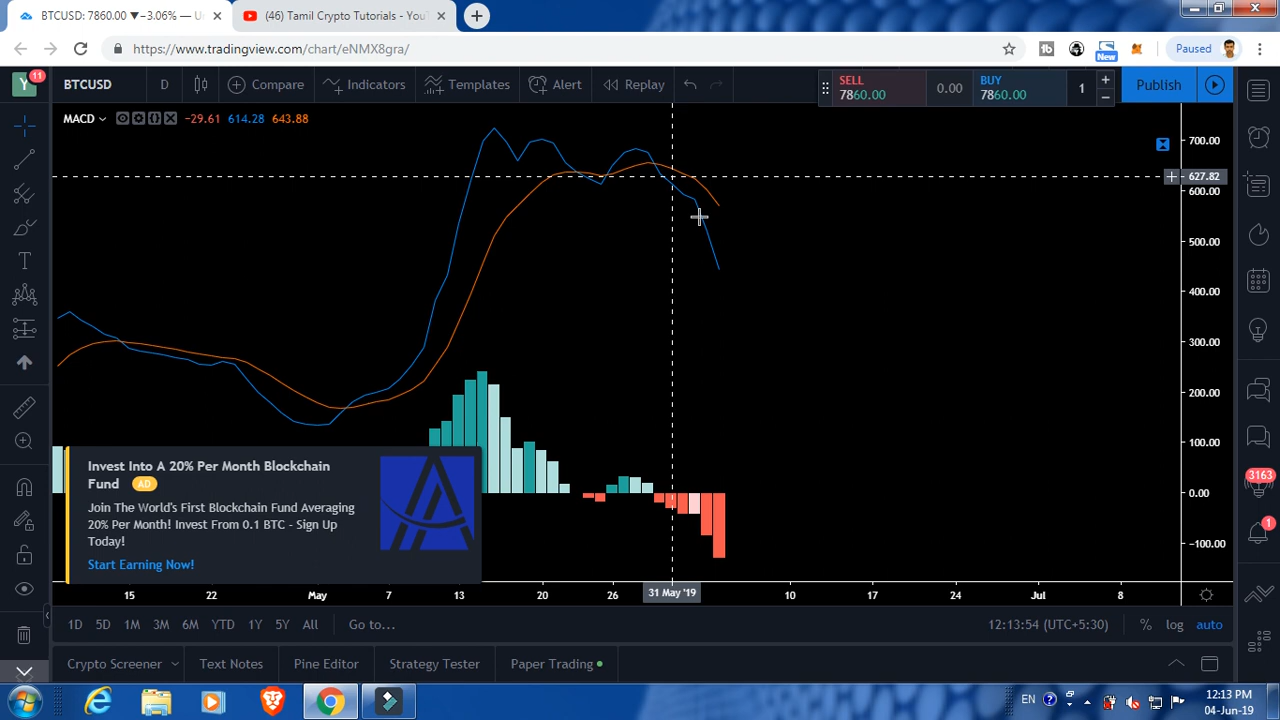 BTCUSD: 7860.00 ▼−3.06% — U
(46) Tamil Crypto Tutorials - You
https://www.tradingview.com/chart/eNMX8gra/
New
Paused
11
BTCUSD
D
Compare
Indicators
Templates
Alert
Replay
SELL
7860.00
0.00
BUY
7860.00
1
Publish
MACD
−29.61
614.28
643.88
700.00
627.82
600.00
500.00
400.00
300.00
200.00
100.00
0.00
−100.00
Invest Into A 20% Per Month Blockchain
Fund AD
Join The World's First Blockchain Fund Averaging
20% Per Month! Invest From 0.1 BTC - Sign Up
Today!
Start Earning Now!
3163
1
15
22
May
7
13
20
26
31 May '19
10
17
24
Jul
8
1D
5D
1M
3M
6M
YTD
1Y
5Y
All
Go to...
12:13:54 (UTC+5:30)
%
log
auto
Crypto Screener
Text Notes
Pine Editor
Strategy Tester
Paper Trading
EN
12:13 PM
04-Jun-19